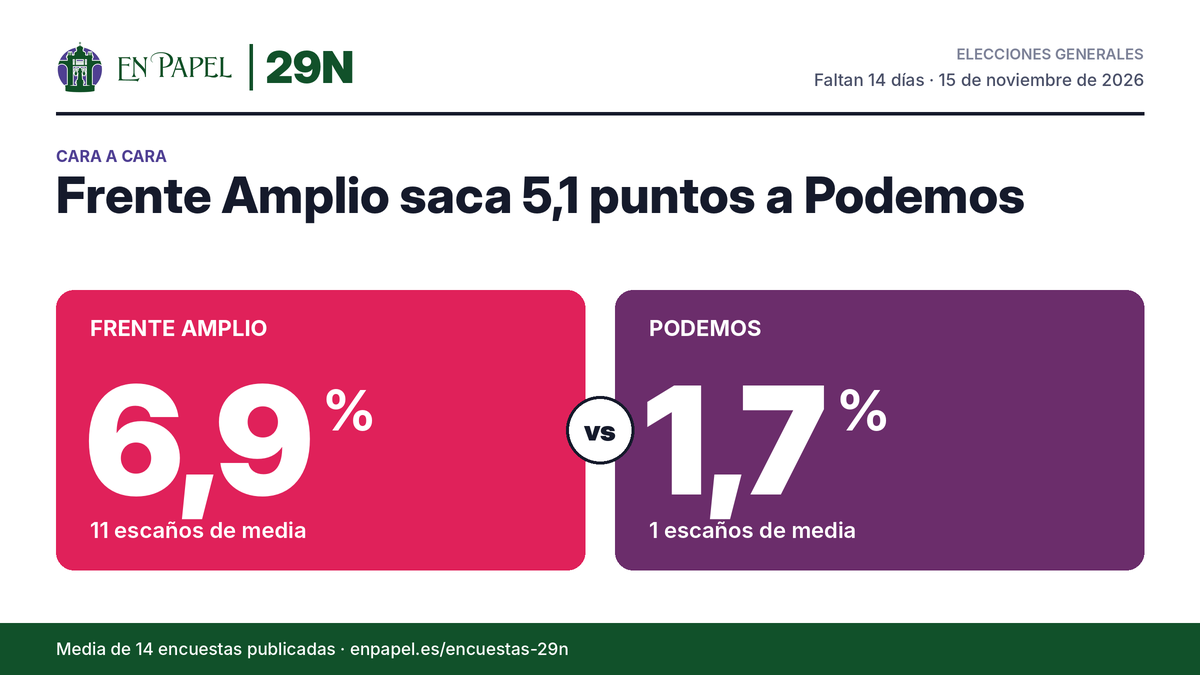 EN PAPEL | 29N
ELECCIONES GENERALES
Faltan 14 días · 15 de noviembre de 2026
CARA A CARA
Frente Amplio saca 5,1 puntos a Podemos
FRENTE AMPLIO
6,9%
11 escaños de media
vs
PODEMOS
1,7%
1 escaños de media
Media de 14 encuestas publicadas · enpapel.es/encuestas-29n